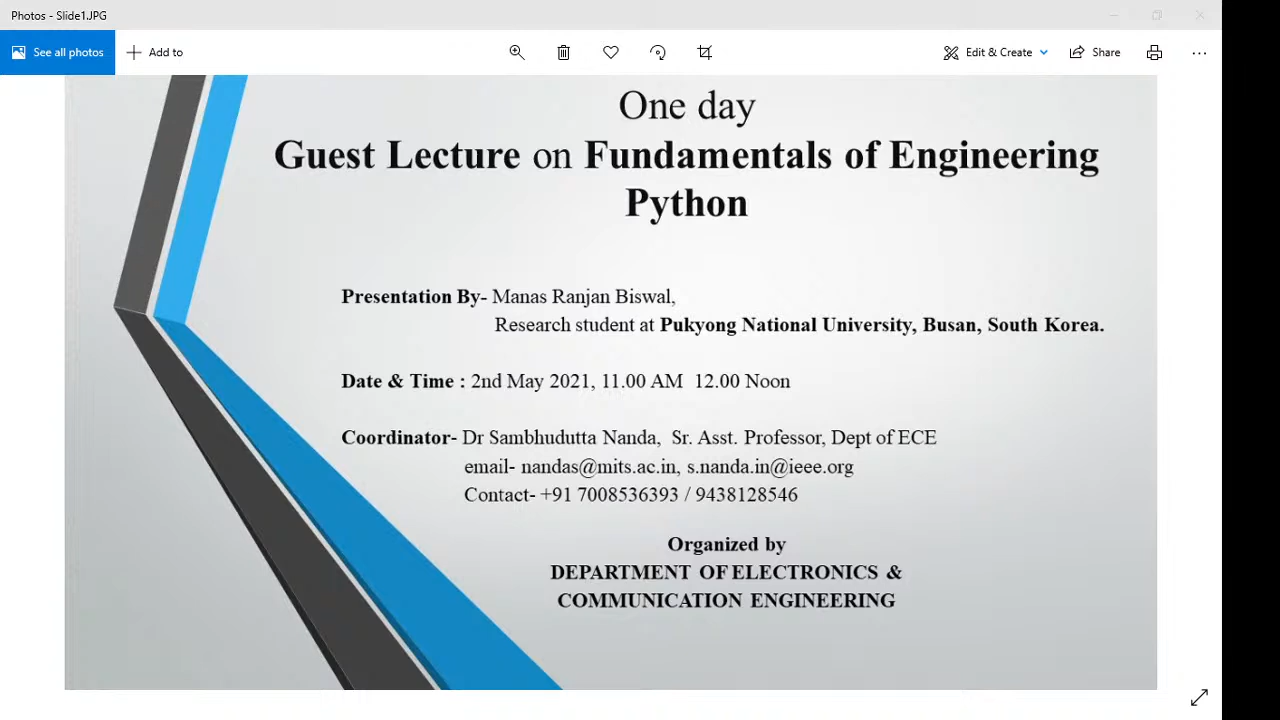 Photos - Slide1.JPG
See all photos
Add to
Edit & Create
Share
One day
Guest Lecture on Fundamentals of Engineering
Python
Presentation By- Manas Ranjan Biswal,
Research student at Pukyong National University, Busan, South Korea.
Date & Time : 2nd May 2021, 11.00 AM 12.00 Noon
Coordinator- Dr Sambhudutta Nanda, Sr. Asst. Professor, Dept of ECE
email- nandas@mits.ac.in, s.nanda.in@ieee.org
Contact- +91 7008536393 / 9438128546
Organized by
DEPARTMENT OF ELECTRONICS &
COMMUNICATION ENGINEERING